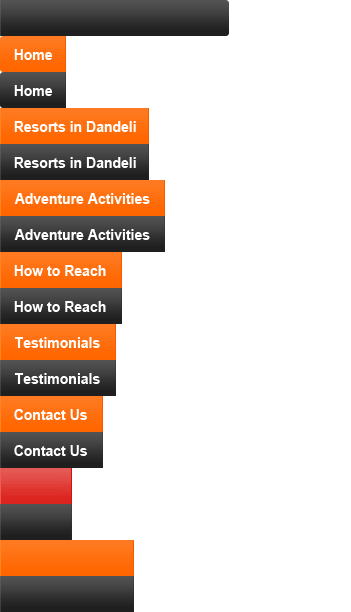 Home
Home
Resorts in Dandeli
Resorts in Dandeli
Adventure Activities
Adventure Activities
How to Reach
How to Reach
Testimonials
Testimonials
Contact Us
Contact Us